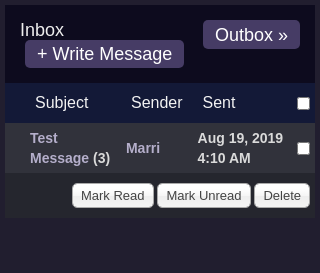 Inbox
+ Write Message
Outbox »
Subject Sender Sent
Test Message (3) Marri Aug 19, 2019 4:10 AM
Mark Read Mark Unread Delete